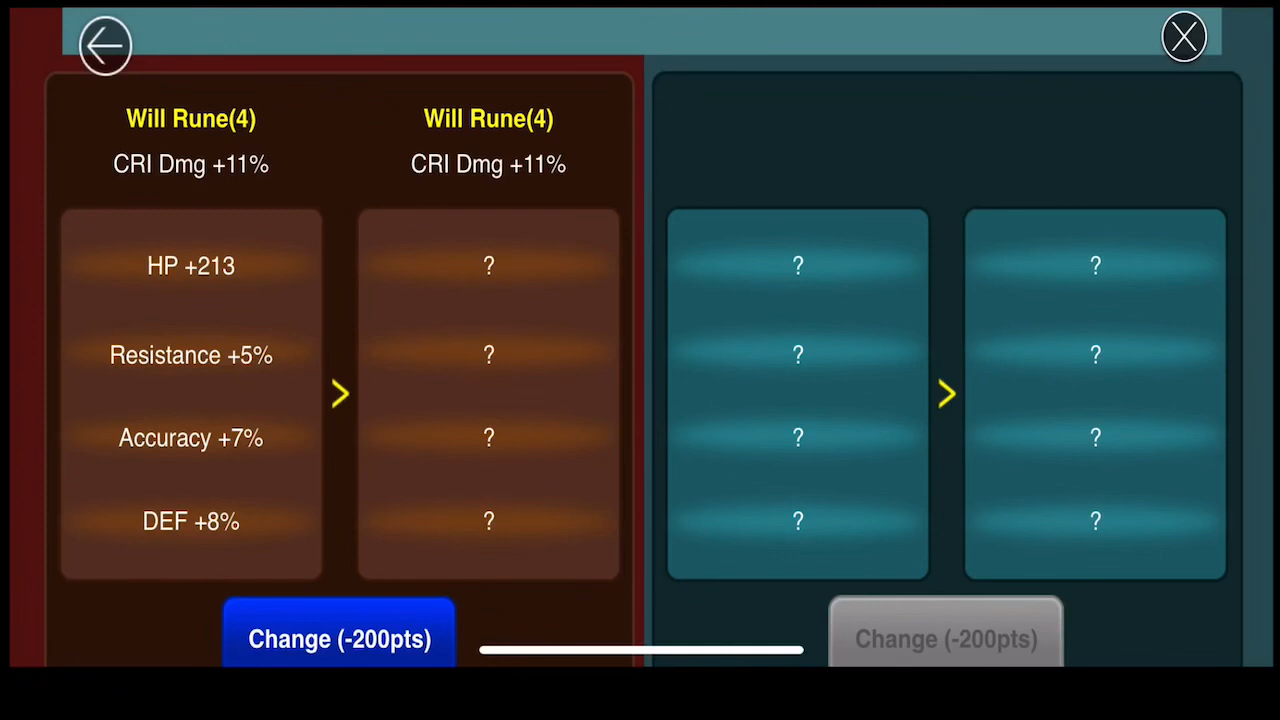 Will Rune(4)
CRI Dmg +11%
HP +213
Resistance +5%
Accuracy +7%
DEF +8%
>
Will Rune(4)
CRI Dmg +11%
?
?
?
?
Change (-200pts)
?
?
?
?
>
?
?
?
?
Change (-200pts)